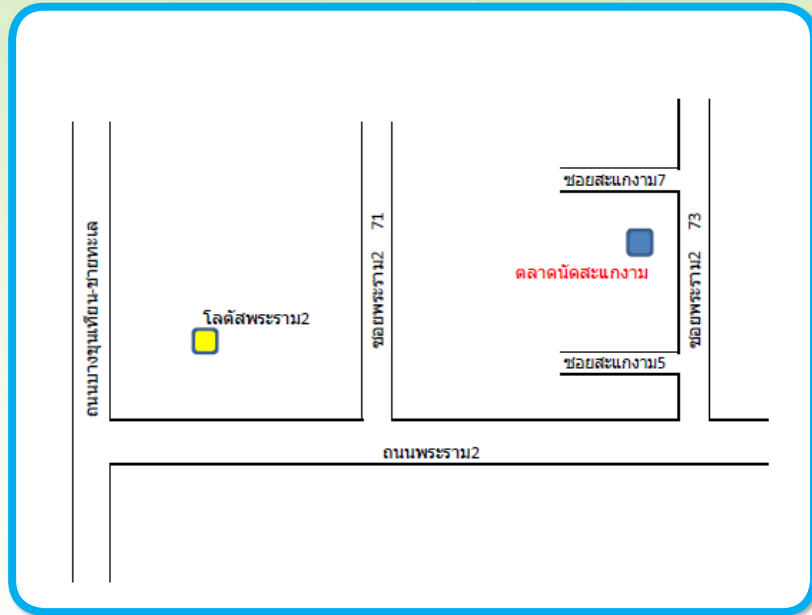 ซอยสะแกงาม7
ถนนบางขุนเทียน-ชายทะเล
ซอยพระราม2 71
ซอยพระราม2 73
ตลาดนัดสะแกงาม
โลตัสพระราม2
ซอยสะแกงาม5
ถนนพระราม2